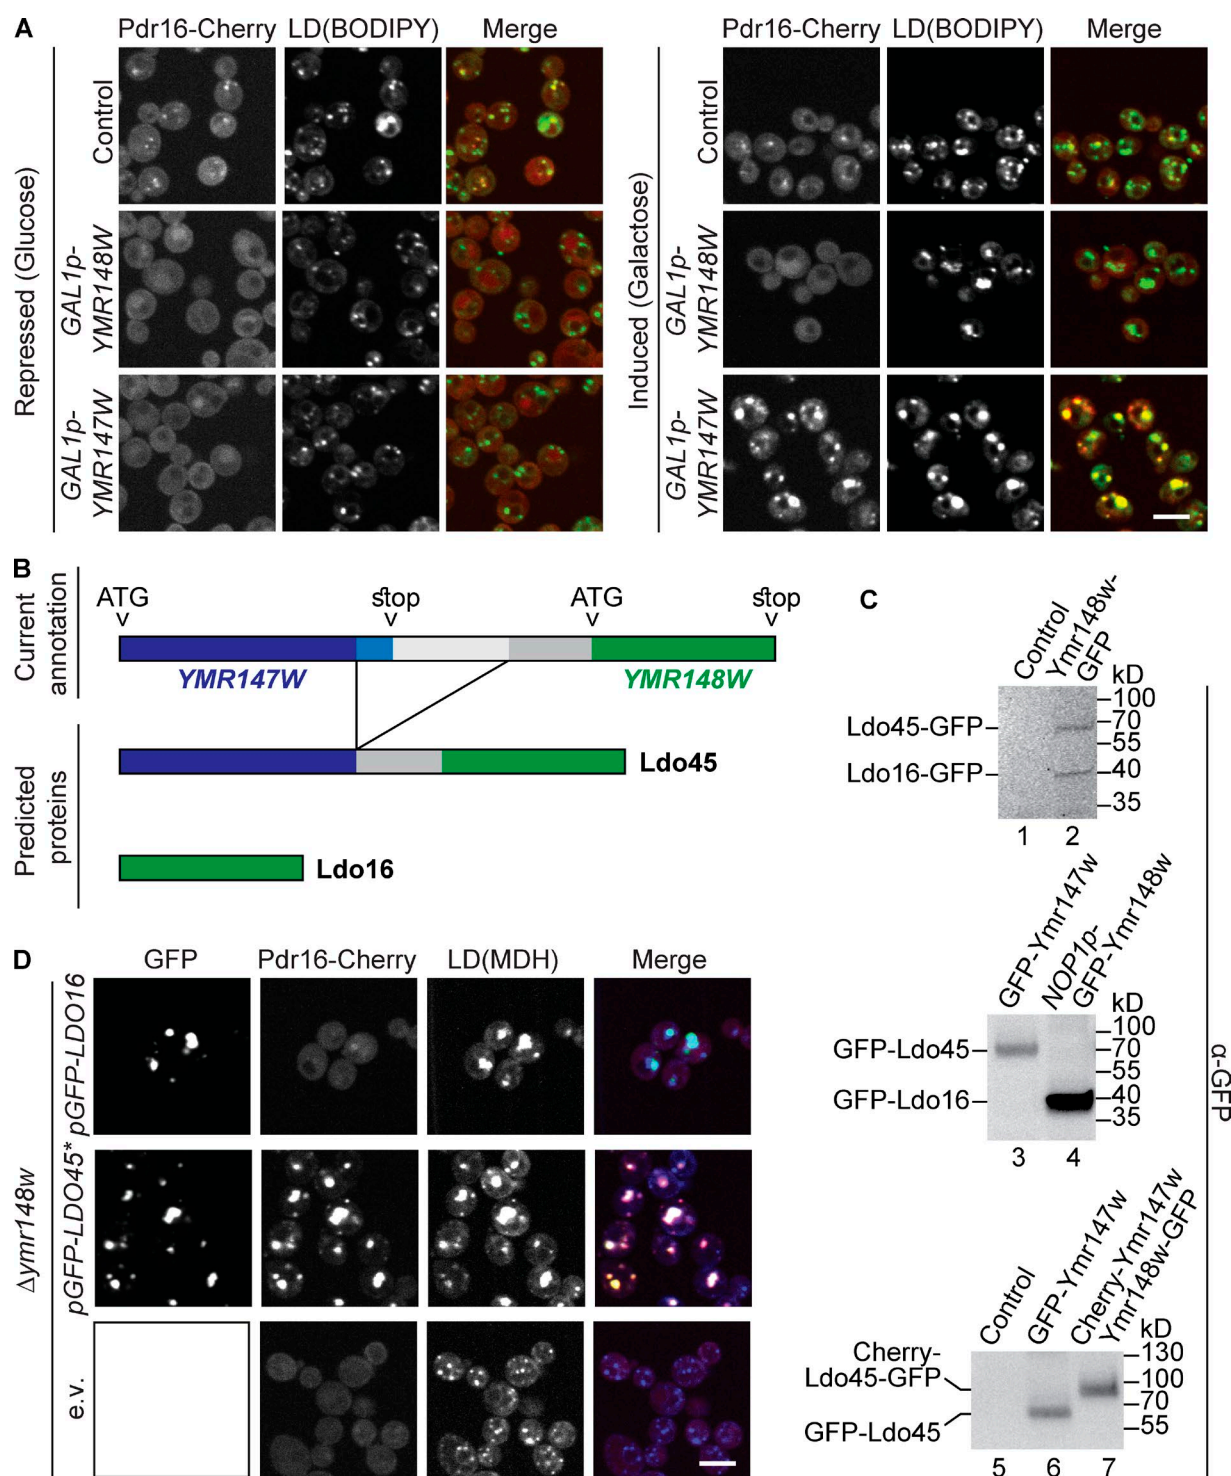 A
Pdr16-Cherry LD(BODIPY) Merge
Pdr16-Cherry LD(BODIPY) Merge
Repressed (Glucose)
Control
GAL1p-
YMR148W
GAL1p-
YMR147W
Induced (Galactose)
Control
GAL1p-
YMR148W
GAL1p-
YMR147W
B
Current
annotation
ATG stop ATG stop
YMR147W YMR148W
Predicted
proteins
Ldo45
Ldo16
C
Control
Ymr148w-
GFP
kD
100
70
55
40
35
Ldo45-GFP
Ldo16-GFP
1 2
GFP-Ymr147w
NOP1p-
GFP-Ymr148w
kD
100
70
55
40
35
GFP-Ldo45
GFP-Ldo16
3 4
α-GFP
Control
GFP-Ymr147w
Cherry-Ymr147w
Ymr148w-GFP
kD
130
100
70
55
Cherry-
Ldo45-GFP
GFP-Ldo45
5 6 7
D
GFP Pdr16-Cherry LD(MDH) Merge
Δymr148w
pGFP-LDO16
pGFP-LDO45*
e.v.